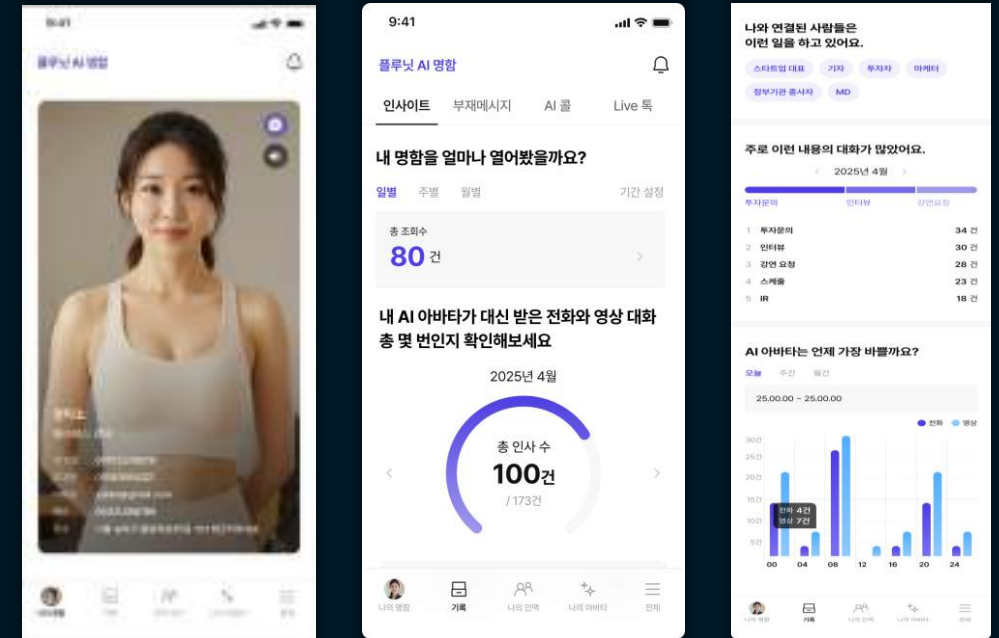 9:41
플루닛 AI 명함
9:41
플루닛 AI 명함
인사이트 부재메시지 AI 콜 Live 톡
내 명함을 얼마나 열어봤을까요?
일별 주별 월별 기간 설정
총 조회수
80 건
내 AI 아바타가 대신 받은 전화와 영상 대화
총 몇 번인지 확인해보세요
2025년 4월
총 인사 수
100건
/ 173건
나의 명함 기록 나의 인맥 나의 아바타 전체
나와 연결된 사람들은
이런 일을 하고 있어요.
스타트업 대표 기자 투자자 마케터
정부기관 종사자 MD
주로 이런 내용의 대화가 많았어요.
2025년 4월
투자문의 인터뷰 강연요청
1 투자문의 34 건
2 인터뷰 30 건
3 강연 요청 28 건
4 스케줄 23 건
5 IR 18 건
AI 아바타는 언제 가장 바쁠까요?
오늘 주간 월간
25.00.00 ~ 25.00.00
전화 영상
30건
25건
20건
15건
10건
5건
전화 4건
영상 7건
00 04 08 12 16 20 24
나의 명함 기록 나의 인맥 나의 아바타 전체